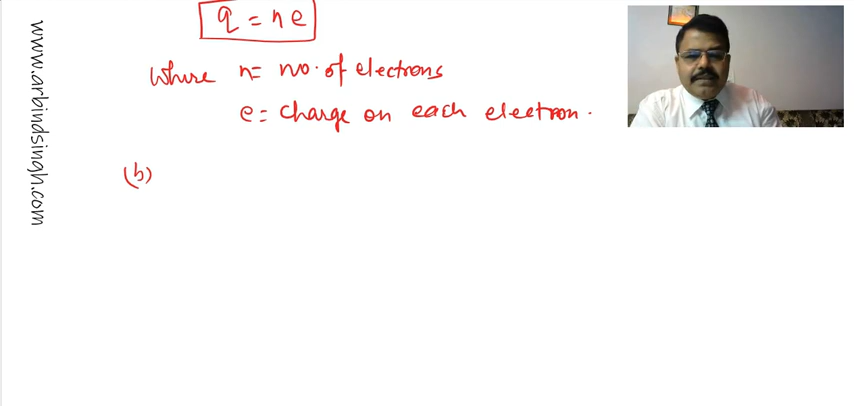 q = ne
where n = no. of electrons
e = charge on each electron.
(b)
www.arbindsingh.com